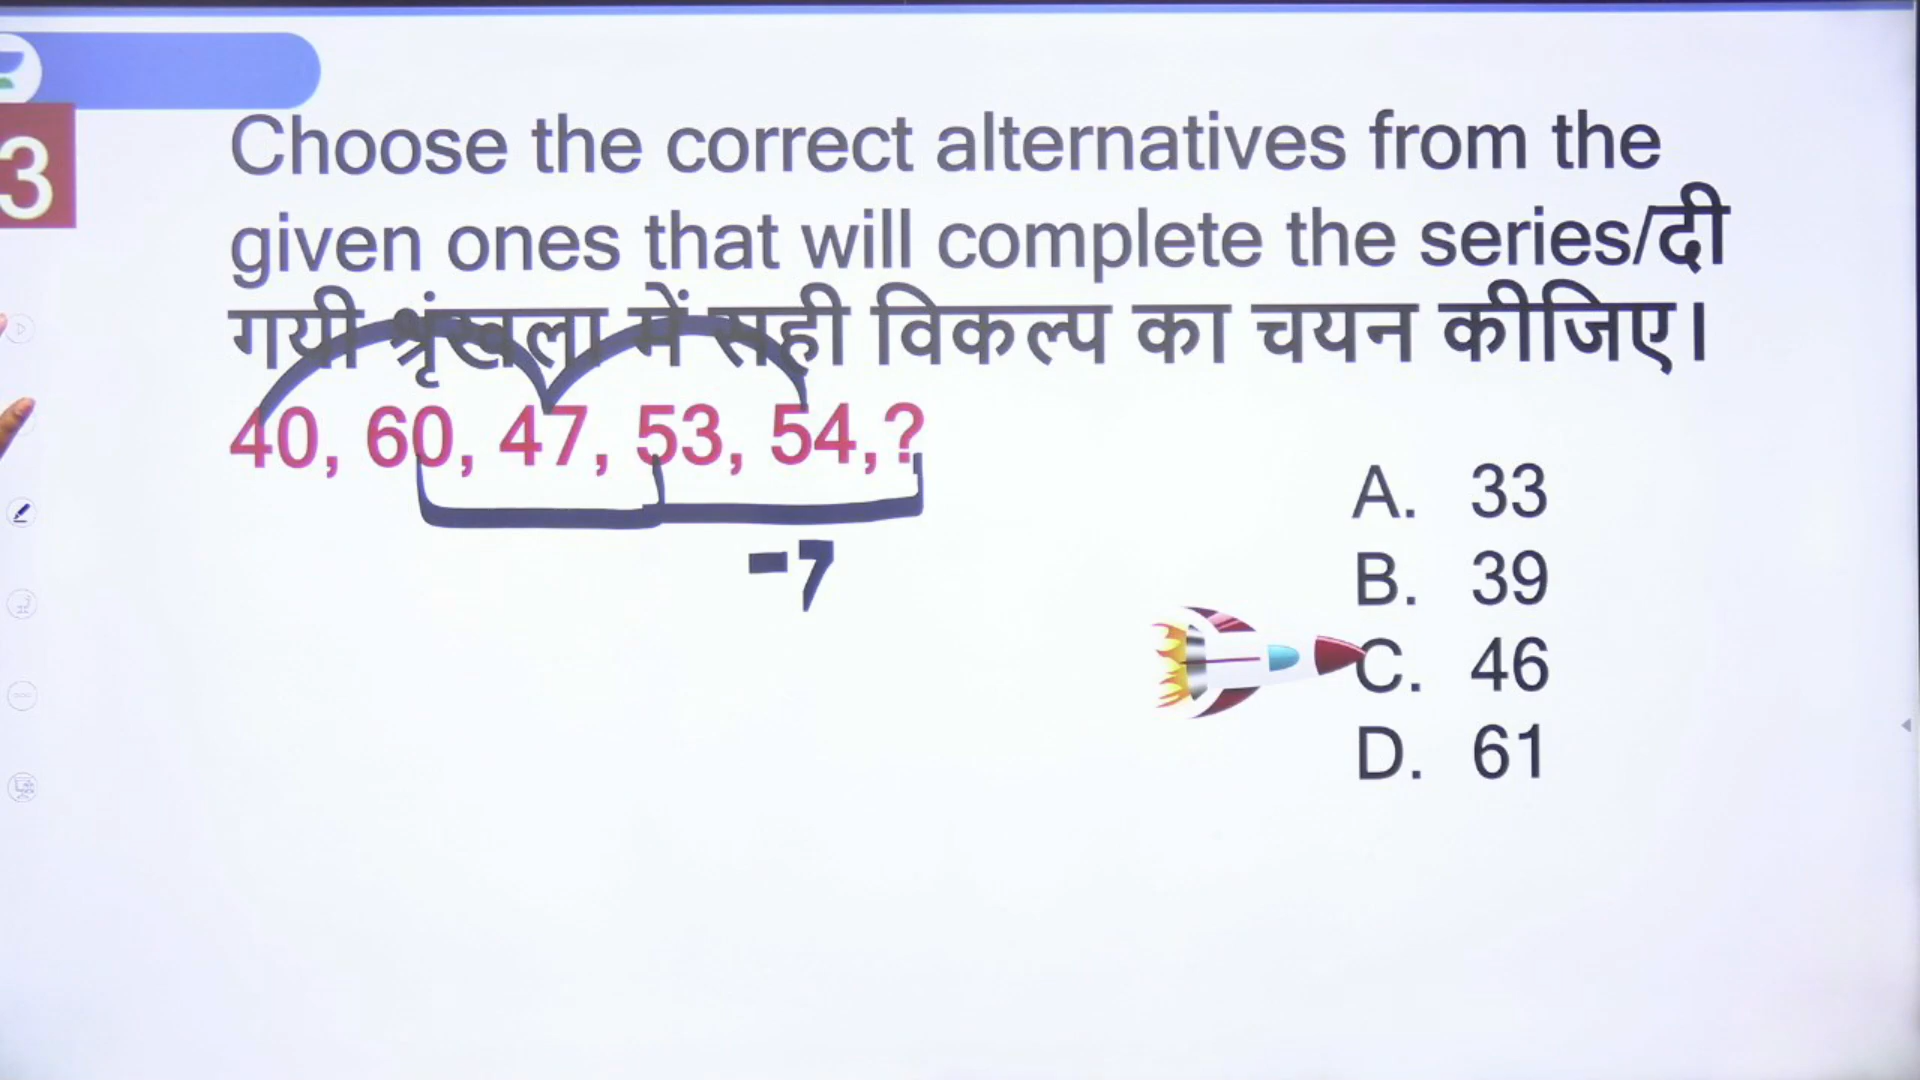 3
Choose the correct alternatives from the
given ones that will complete the series/दी
गयी श्रृंखला में सही विकल्प का चयन कीजिए।
40, 60, 47, 53, 54,?
-7
A. 33
B. 39
C. 46
D. 61